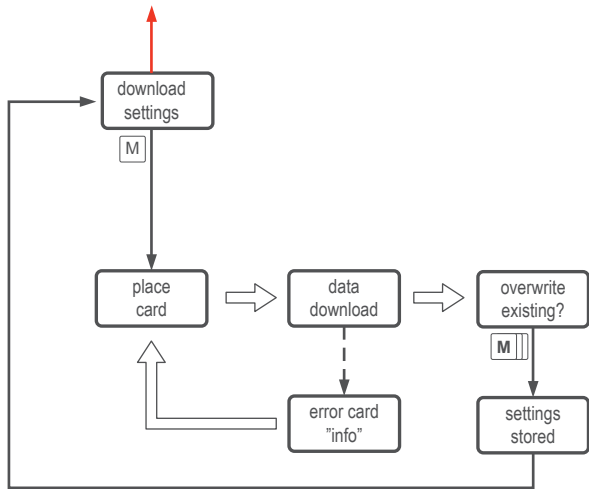 download
settings
M
place
card
data
download
overwrite
existing?
M
error card
”info”
settings
stored